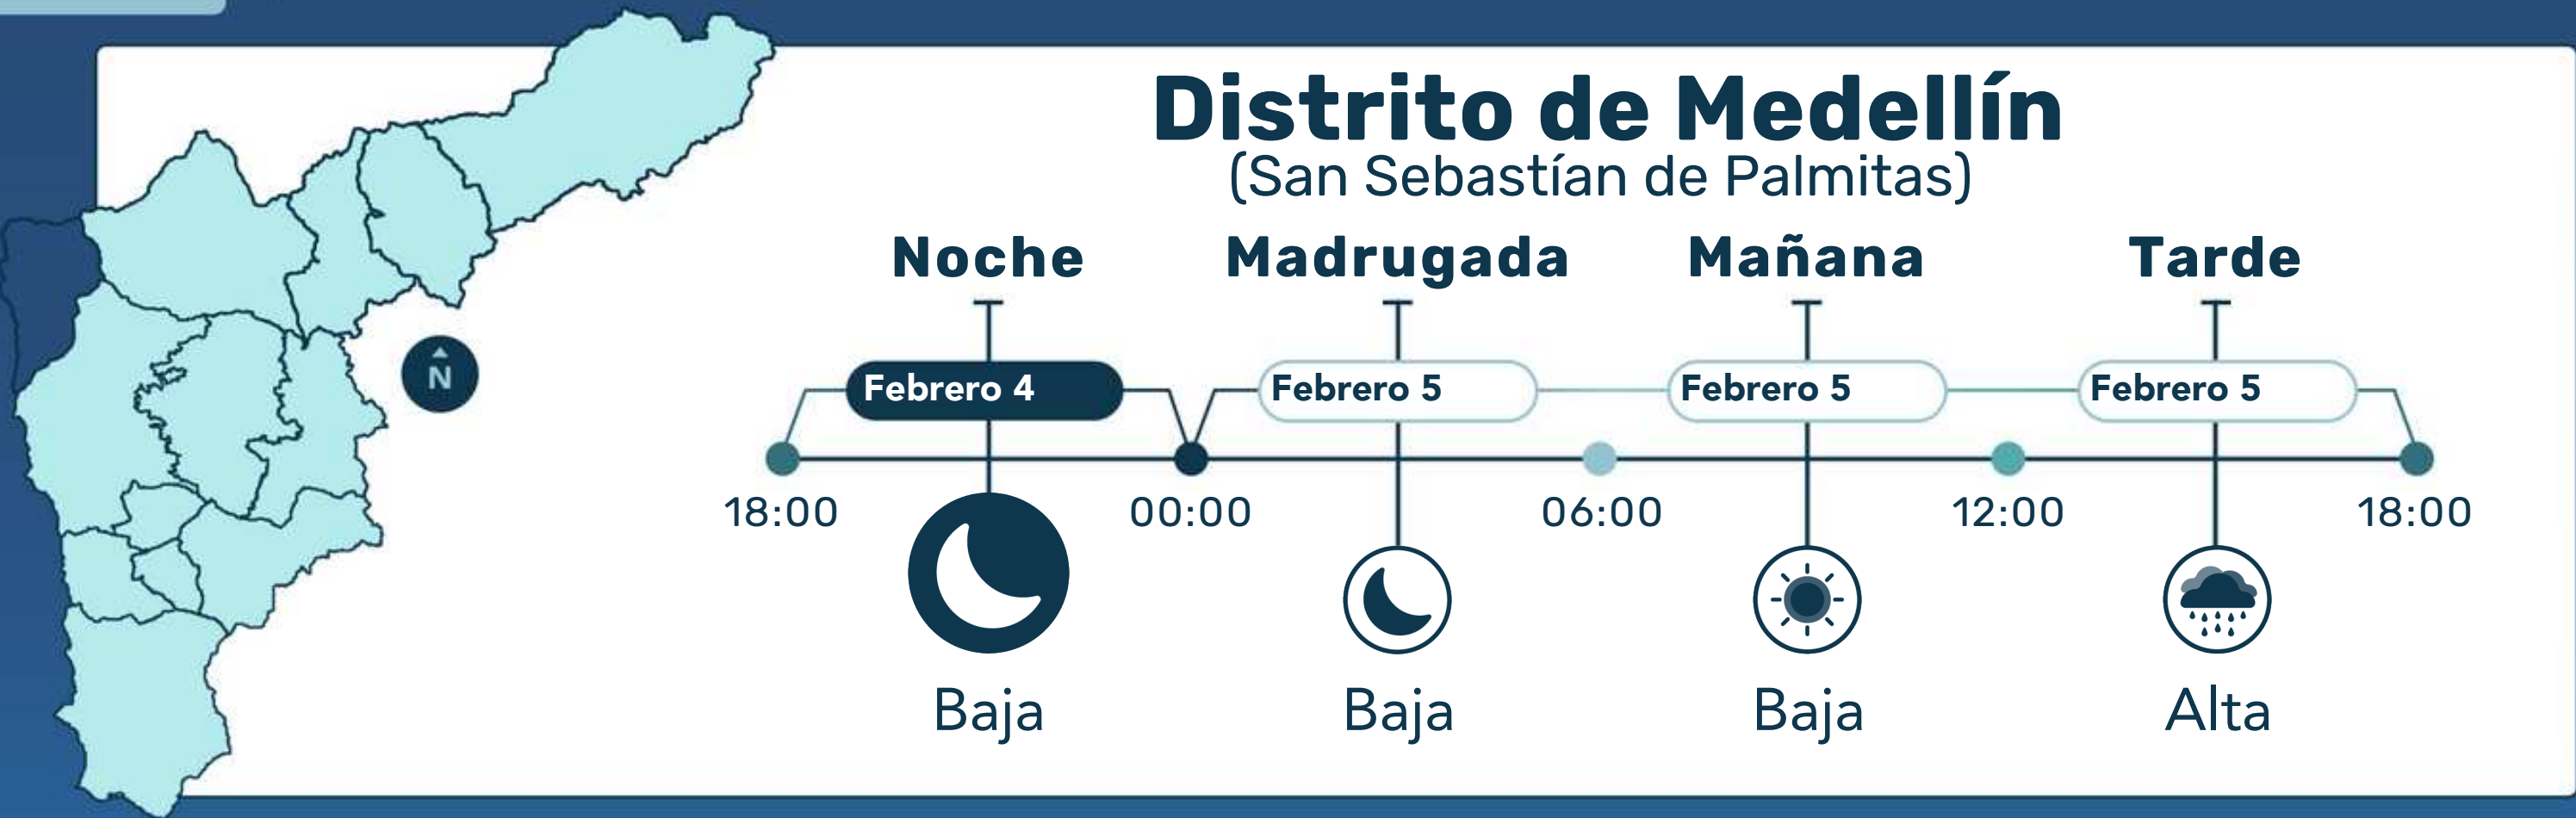 Distrito de Medellín
(San Sebastían de Palmitas)
Noche Madrugada Mañana Tarde
Febrero 4 Febrero 5 Febrero 5 Febrero 5
N
18:00 00:00 06:00 12:00 18:00
Baja Baja Baja Alta